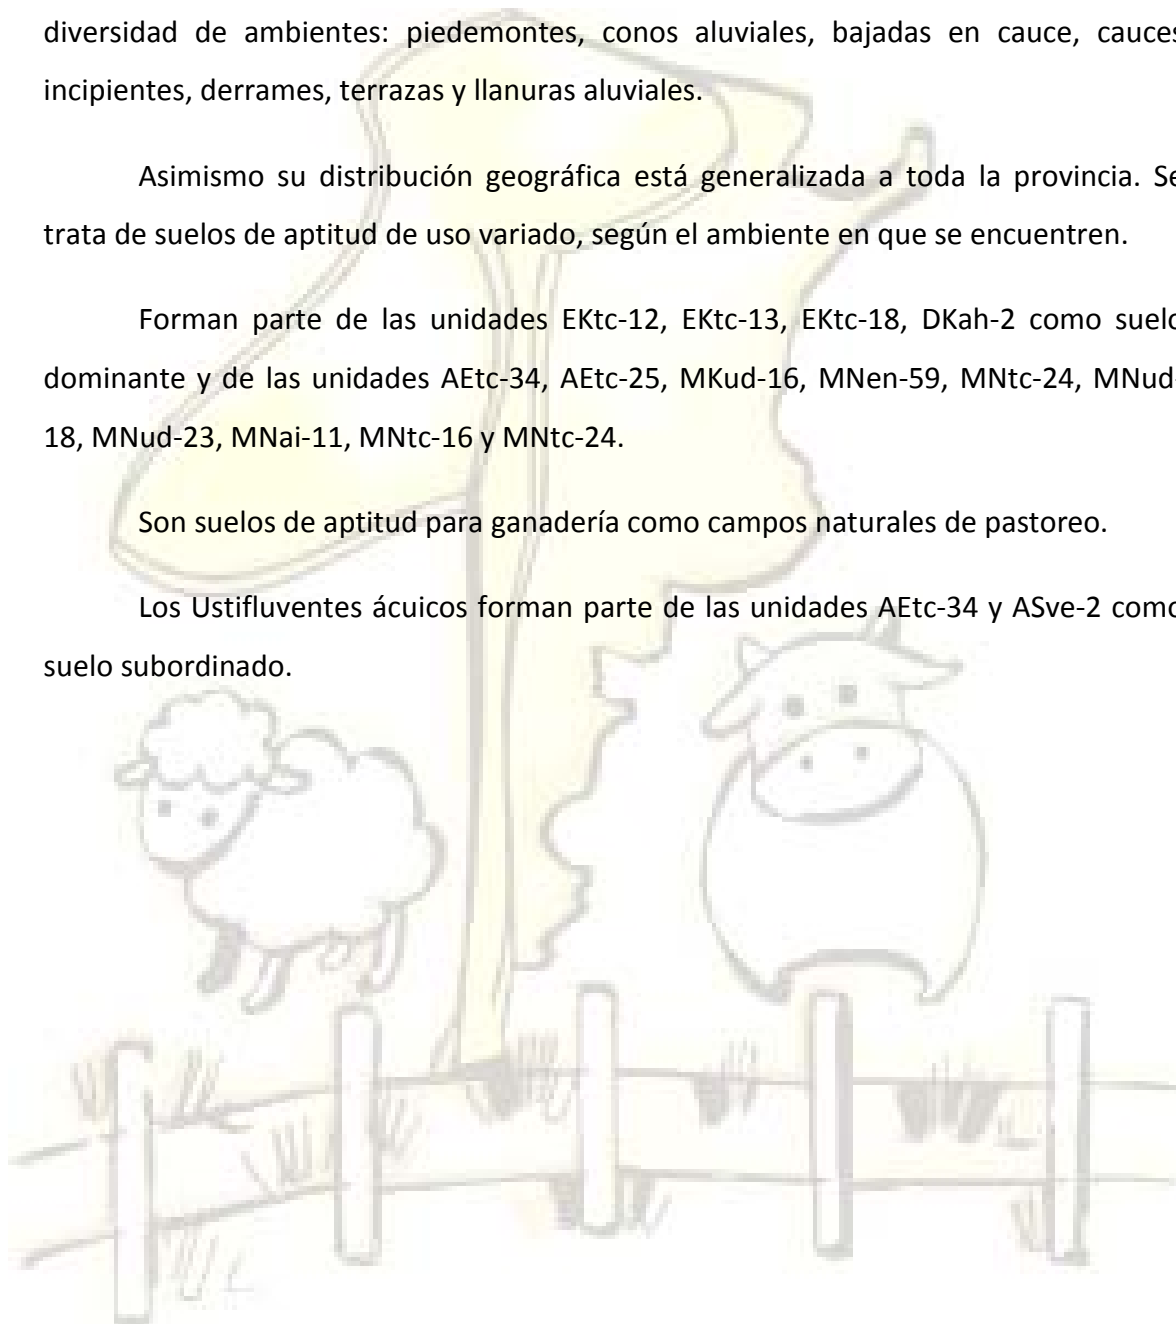 diversidad de ambientes: piedemontes, conos aluviales, bajadas en cauce, cauces
incipientes, derrames, terrazas y llanuras aluviales.
Asimismo su distribución geográfica está generalizada a toda la provincia. Se
trata de suelos de aptitud de uso variado, según el ambiente en que se encuentren.
Forman parte de las unidades EKtc-12, EKtc-13, EKtc-18, DKah-2 como suelo
dominante y de las unidades AEtc-34, AEtc-25, MKud-16, MNen-59, MNtc-24, MNud-
18, MNud-23, MNai-11, MNtc-16 y MNtc-24.
Son suelos de aptitud para ganadería como campos naturales de pastoreo.
Los Ustifluventes ácuicos forman parte de las unidades AEtc-34 y ASve-2 como
suelo subordinado.